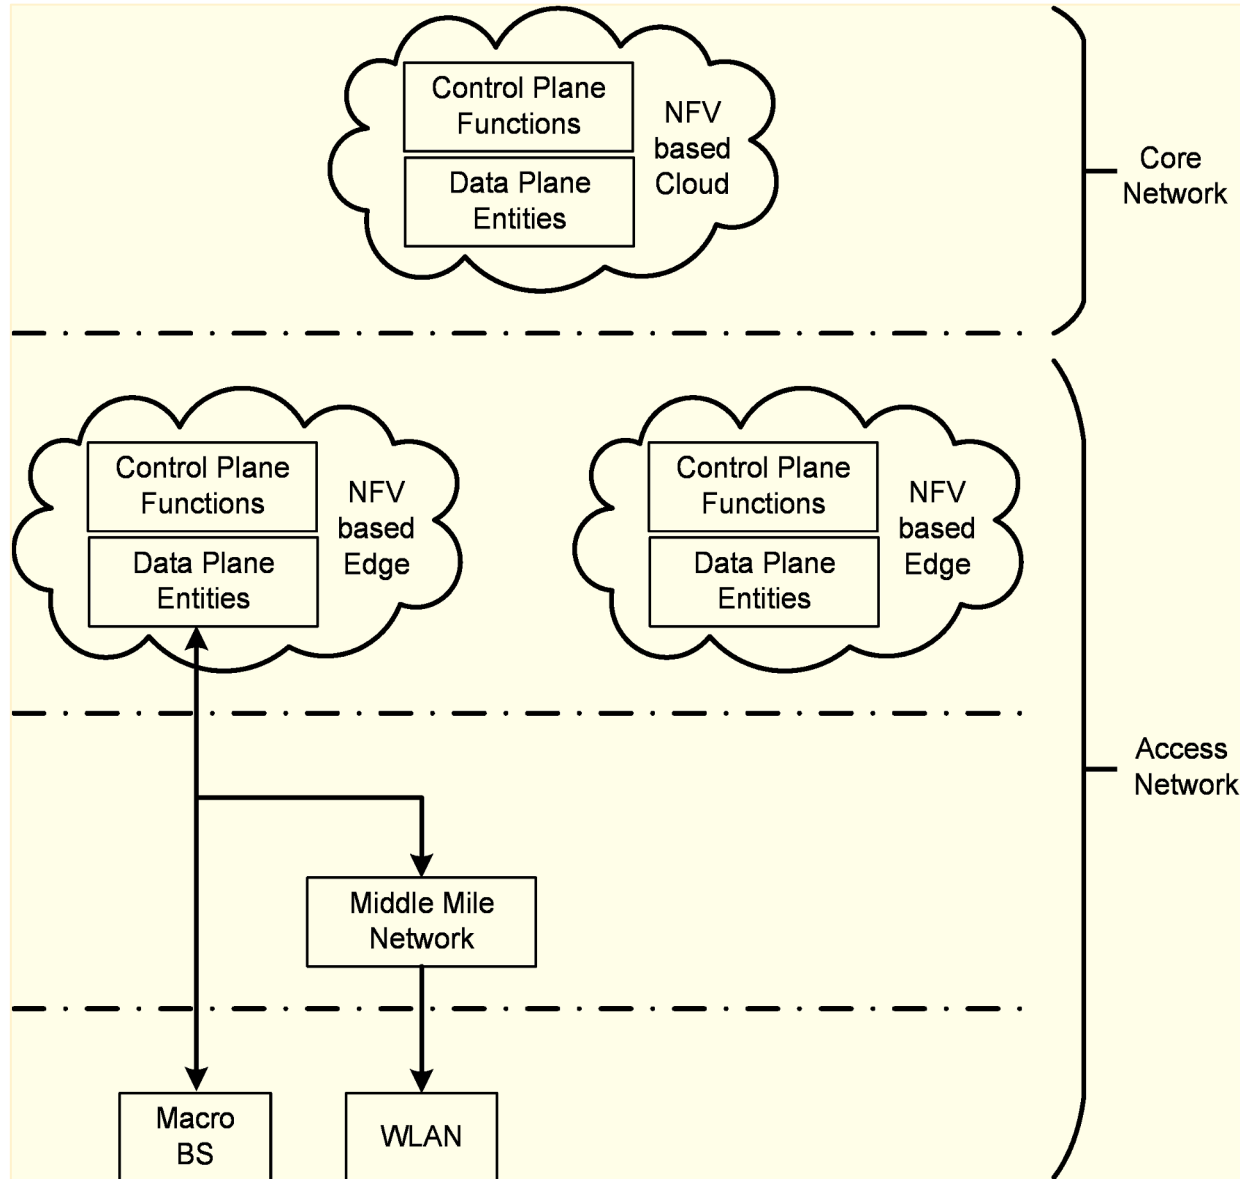 Control Plane
Functions
Data Plane
Entities
NFV
based
Cloud
Core
Network
Control Plane
Functions
Data Plane
Entities
NFV
based
Edge
Control Plane
Functions
Data Plane
Entities
NFV
based
Edge
Access
Network
Middle Mile
Network
Macro
BS
WLAN